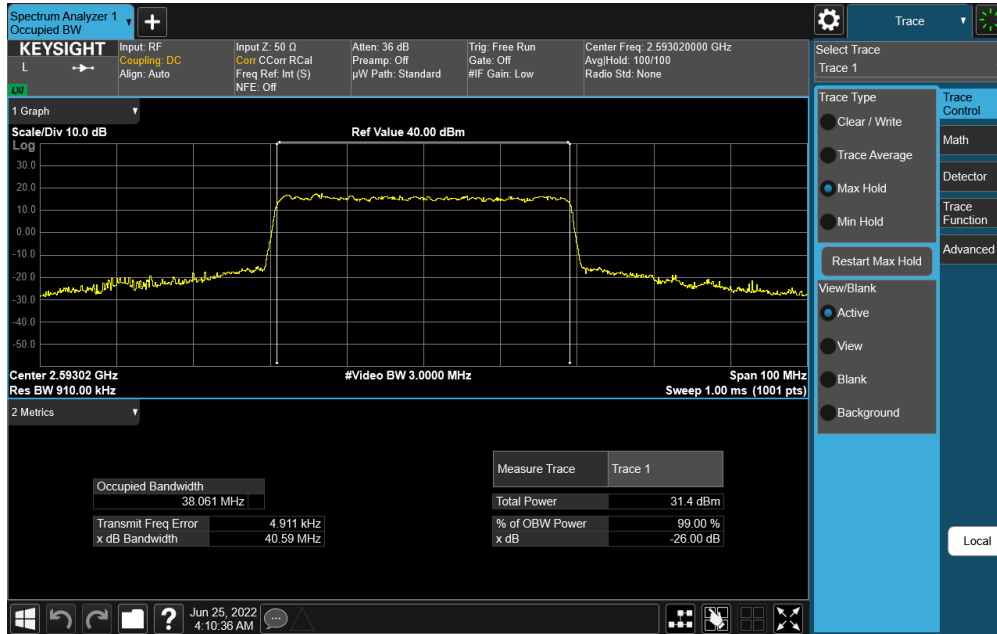 Spectrum Analyzer 1
Occupied BW
Trace
KEYSIGHT
L
LXI
Input: RF
Coupling: DC
Align: Auto
Input Z: 50 Ω
Corr CCorr RCal
Freq Ref: Int (S)
NFE: Off
Atten: 36 dB
Preamp: Off
µW Path: Standard
Trig: Free Run
Gate: Off
#IF Gain: Low
Center Freq: 2.593020000 GHz
Avg|Hold: 100/100
Radio Std: None
Select Trace
Trace 1
1 Graph
Scale/Div 10.0 dB
Ref Value 40.00 dBm
Log
30.0
20.0
10.0
0.00
-10.0
-20.0
-30.0
-40.0
-50.0
Center 2.59302 GHz
#Video BW 3.0000 MHz
Span 100 MHz
Res BW 910.00 kHz
Sweep 1.00 ms (1001 pts)
Trace Type
Clear / Write
Trace Average
Max Hold
Min Hold
Restart Max Hold
View/Blank
Active
View
Blank
Background
Trace
Control
Math
Detector
Trace
Function
Advanced
2 Metrics
Occupied Bandwidth
38.061 MHz
Transmit Freq Error 4.911 kHz
x dB Bandwidth 40.59 MHz
Measure Trace Trace 1
Total Power 31.4 dBm
% of OBW Power 99.00 %
x dB -26.00 dB
Local
?
Jun 25, 2022
4:10:36 AM